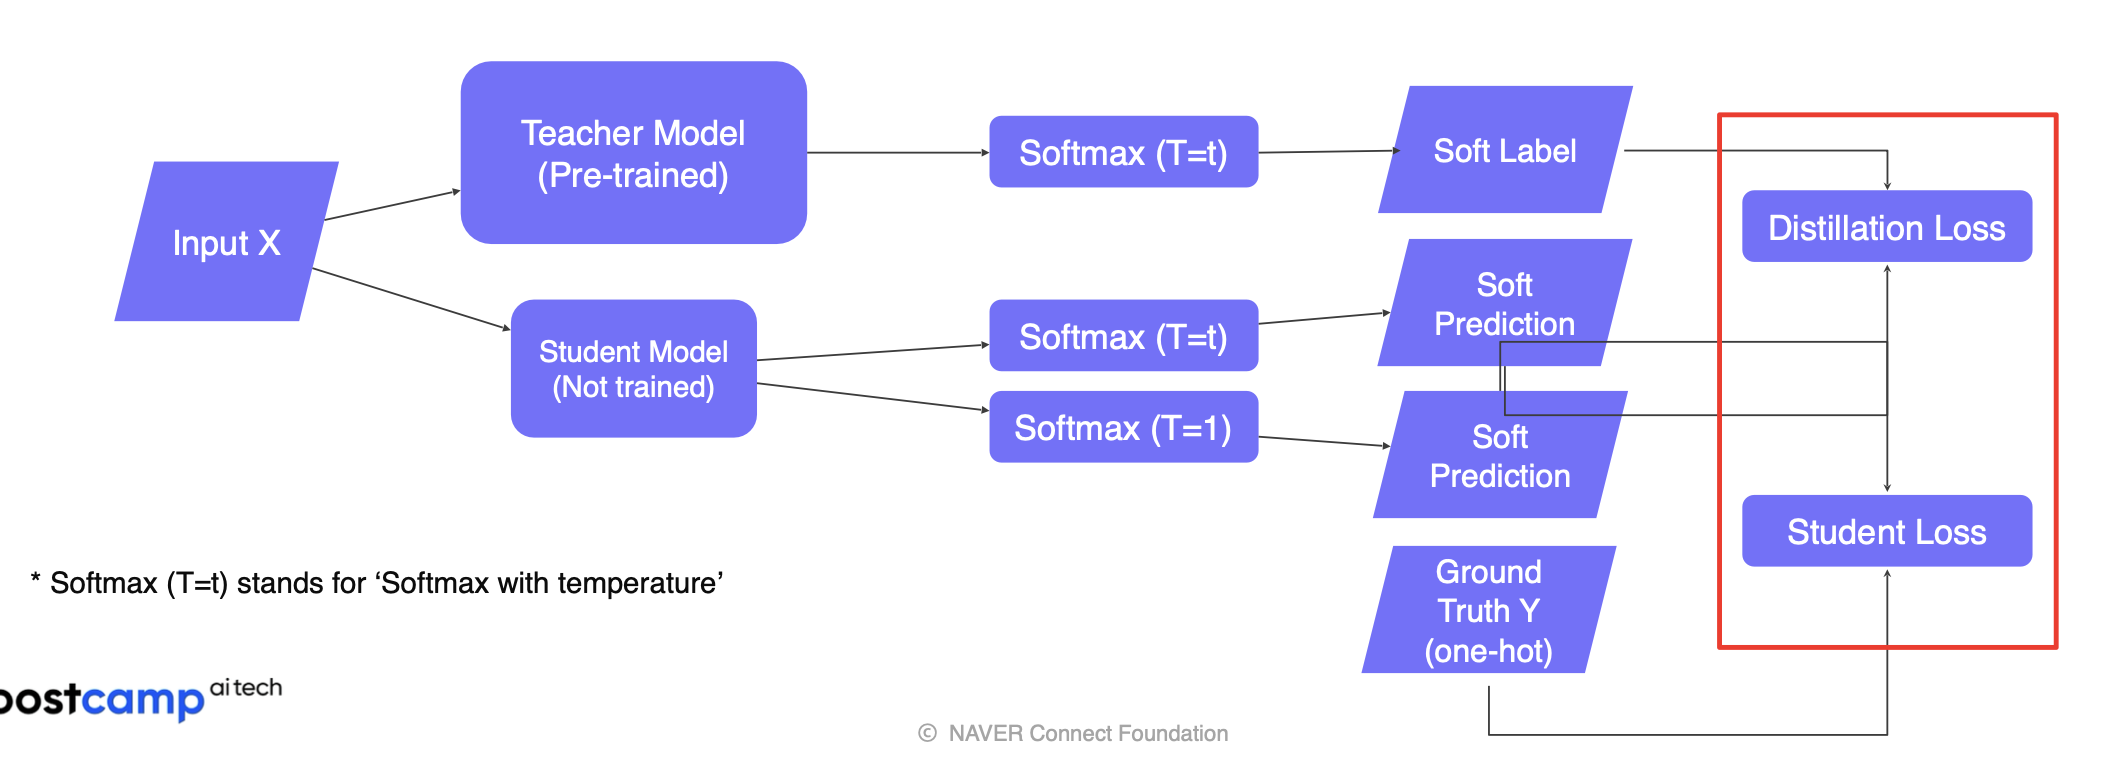 Teacher Model
(Pre-trained)
Softmax (T=t)
Soft Label
Input X
Distillation Loss
Student Model
(Not trained)
Softmax (T=t)
Soft
Prediction
Softmax (T=1)
Soft
Prediction
Student Loss
Ground
Truth Y
(one-hot)
* Softmax (T=t) stands for ‘Softmax with temperature’
oostcamp ai tech
© NAVER Connect Foundation